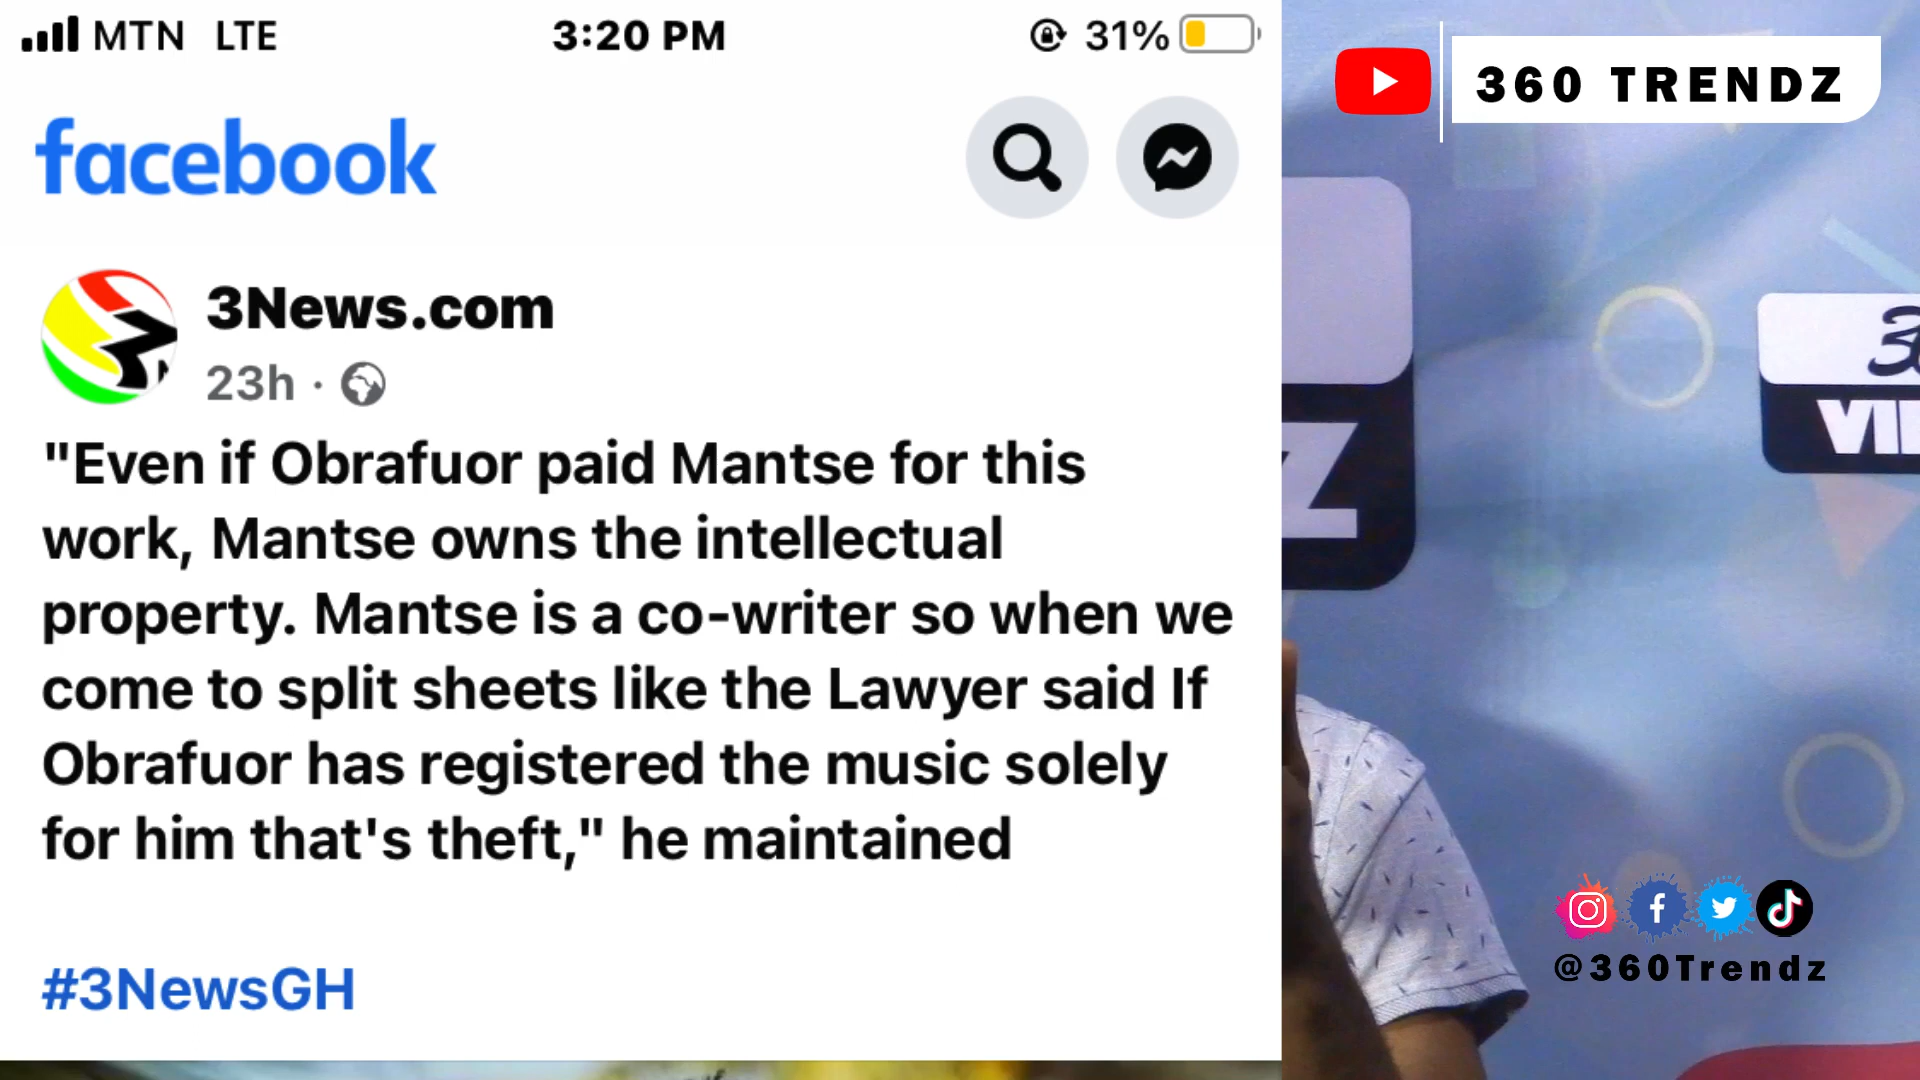 MTN LTE 3:20 PM 31%
facebook
3News.com
23h ·
"Even if Obrafuor paid Mantse for this
work, Mantse owns the intellectual
property. Mantse is a co-writer so when we
come to split sheets like the Lawyer said If
Obrafuor has registered the music solely
for him that's theft," he maintained
#3NewsGH
360 TRENDZ
Z
@360Trendz